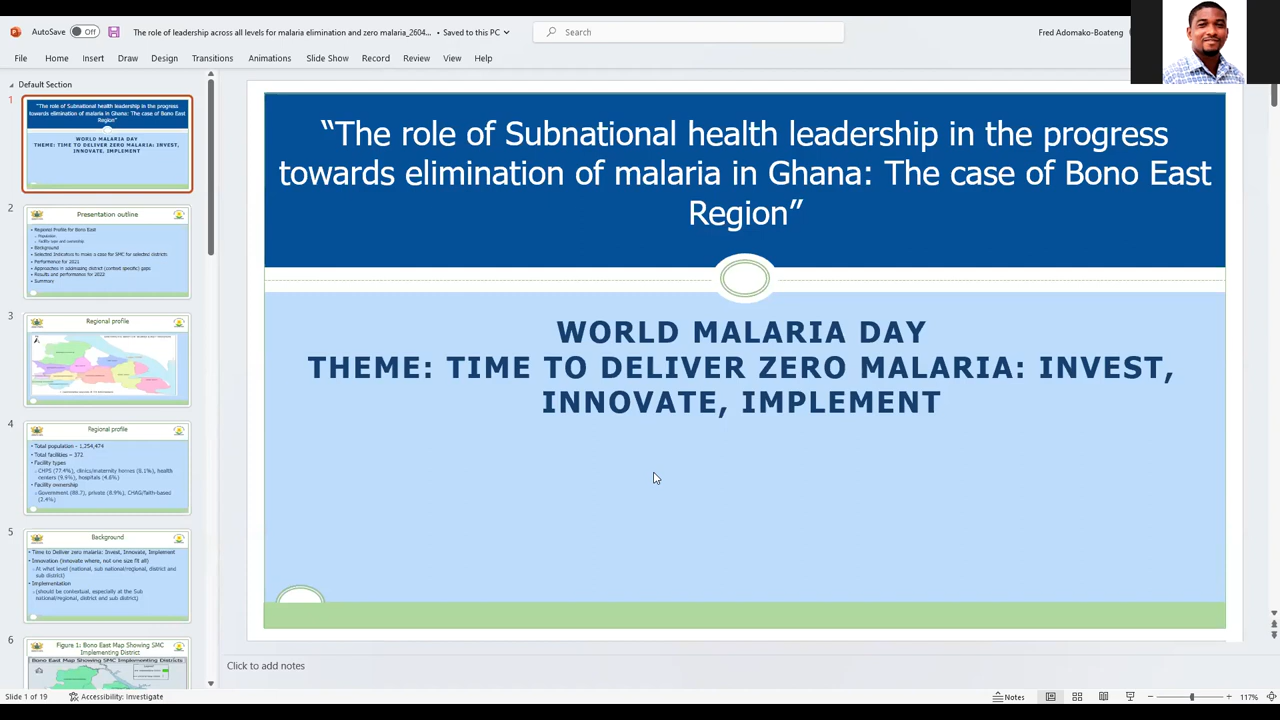 AutoSave Off The role of leadership across all levels for malaria elimination and zero malaria_2604... • Saved to this PC Search Fred Adomako-Boateng
File Home Insert Draw Design Transitions Animations Slide Show Record Review View Help
Default Section
1
"The role of Subnational health leadership in the progress
towards elimination of malaria in Ghana: The case of Bono East
Region"
WORLD MALARIA DAY
THEME: TIME TO DELIVER ZERO MALARIA: INVEST,
INNOVATE, IMPLEMENT
2
Presentation outline
• Regional Profile for Bono East
Population
Facility type and ownership
• Background
• Selected Indicators to make a case for SMC for selected districts
• Performance for 2021
• Approaches in addressing district (context specific) gaps
• Results and performance for 2022
• Summary
3
Regional profile
4
Regional profile
• Total population - 1,254,474
• Total facilities = 372
• Facility types
CHPS (77.4%), clinics/maternity homes (8.1%), health
centers (9.9%), hospitals (4.8%)
• Facility ownership
Government (88.7), private (8.9%), CHAG/faith-based
(2.4%)
5
Background
• Time to Deliver zero malaria: Invest, Innovate, Implement
• Innovation (innovate where, not one size fit all)
At what level (national, sub national/regional, district and
sub district)
• Implementation
(should be contextual, especially at the Sub
national/regional, district and sub district)
6
Figure 1: Bono East Map Showing SMC
Implementing District
Bono East Map Showing SMC Implementing Districts
“The role of Subnational health leadership in the progress
towards elimination of malaria in Ghana: The case of Bono East
Region”
WORLD MALARIA DAY
THEME: TIME TO DELIVER ZERO MALARIA: INVEST,
INNOVATE, IMPLEMENT
Click to add notes
Slide 1 of 19 Accessibility: Investigate Notes 117%